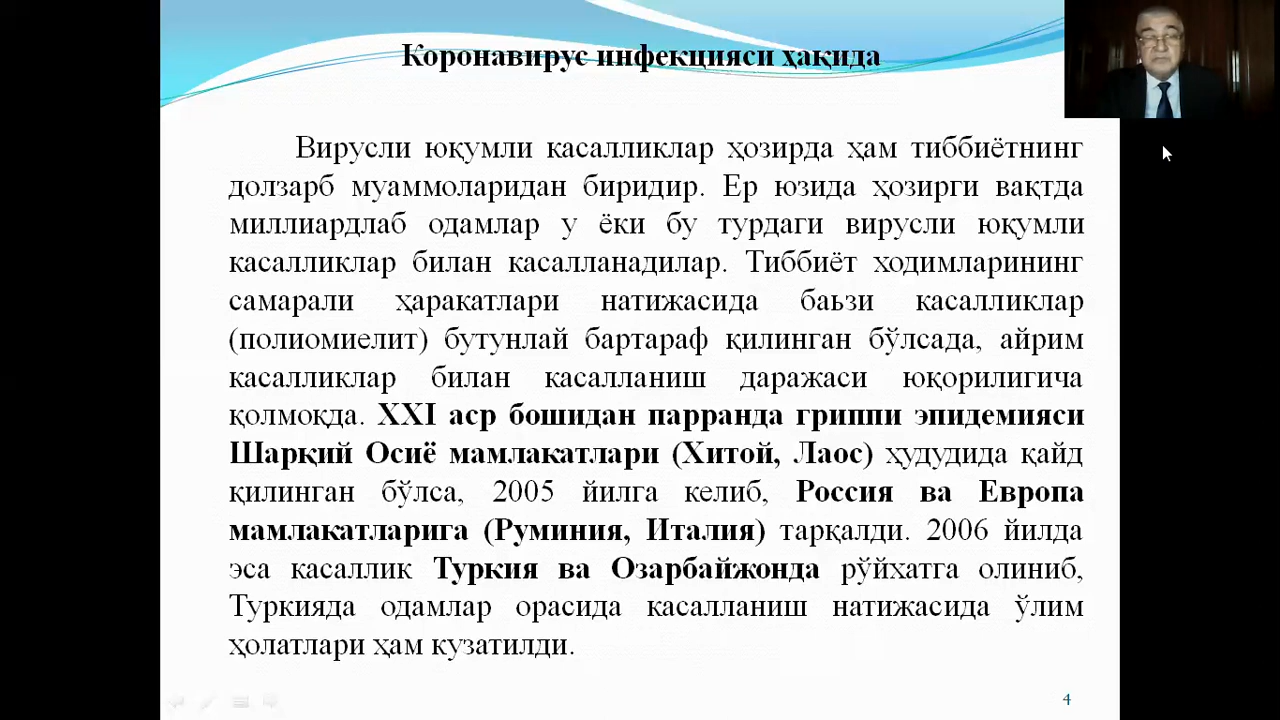 Коронавирус инфекцияси ҳақида
Вирусли юқумли касалликлар ҳозирда ҳам тиббиётнинг
долзарб муаммоларидан биридир. Ер юзида ҳозирги вақтда
миллиардлаб одамлар у ёки бу турдаги вирусли юқумли
касалликлар билан касалланадилар. Тиббиёт ходимларининг
самарали ҳаракатлари натижасида баьзи касалликлар
(полиомиелит) бутунлай бартараф қилинган бўлсада, айрим
касалликлар билан касалланиш даражаси юқорилигича
қолмоқда. XXI аср бошидан парранда гриппи эпидемияси
Шарқий Осиё мамлакатлари (Хитой, Лаос) ҳудудида қайд
қилинган бўлса, 2005 йилга келиб, Россия ва Европа
мамлакатларига (Руминия, Италия) тарқалди. 2006 йилда
эса касаллик Туркия ва Озарбайжонда рўйхатга олиниб,
Туркияда одамлар орасида касалланиш натижасида ўлим
ҳолатлари ҳам кузатилди.
4